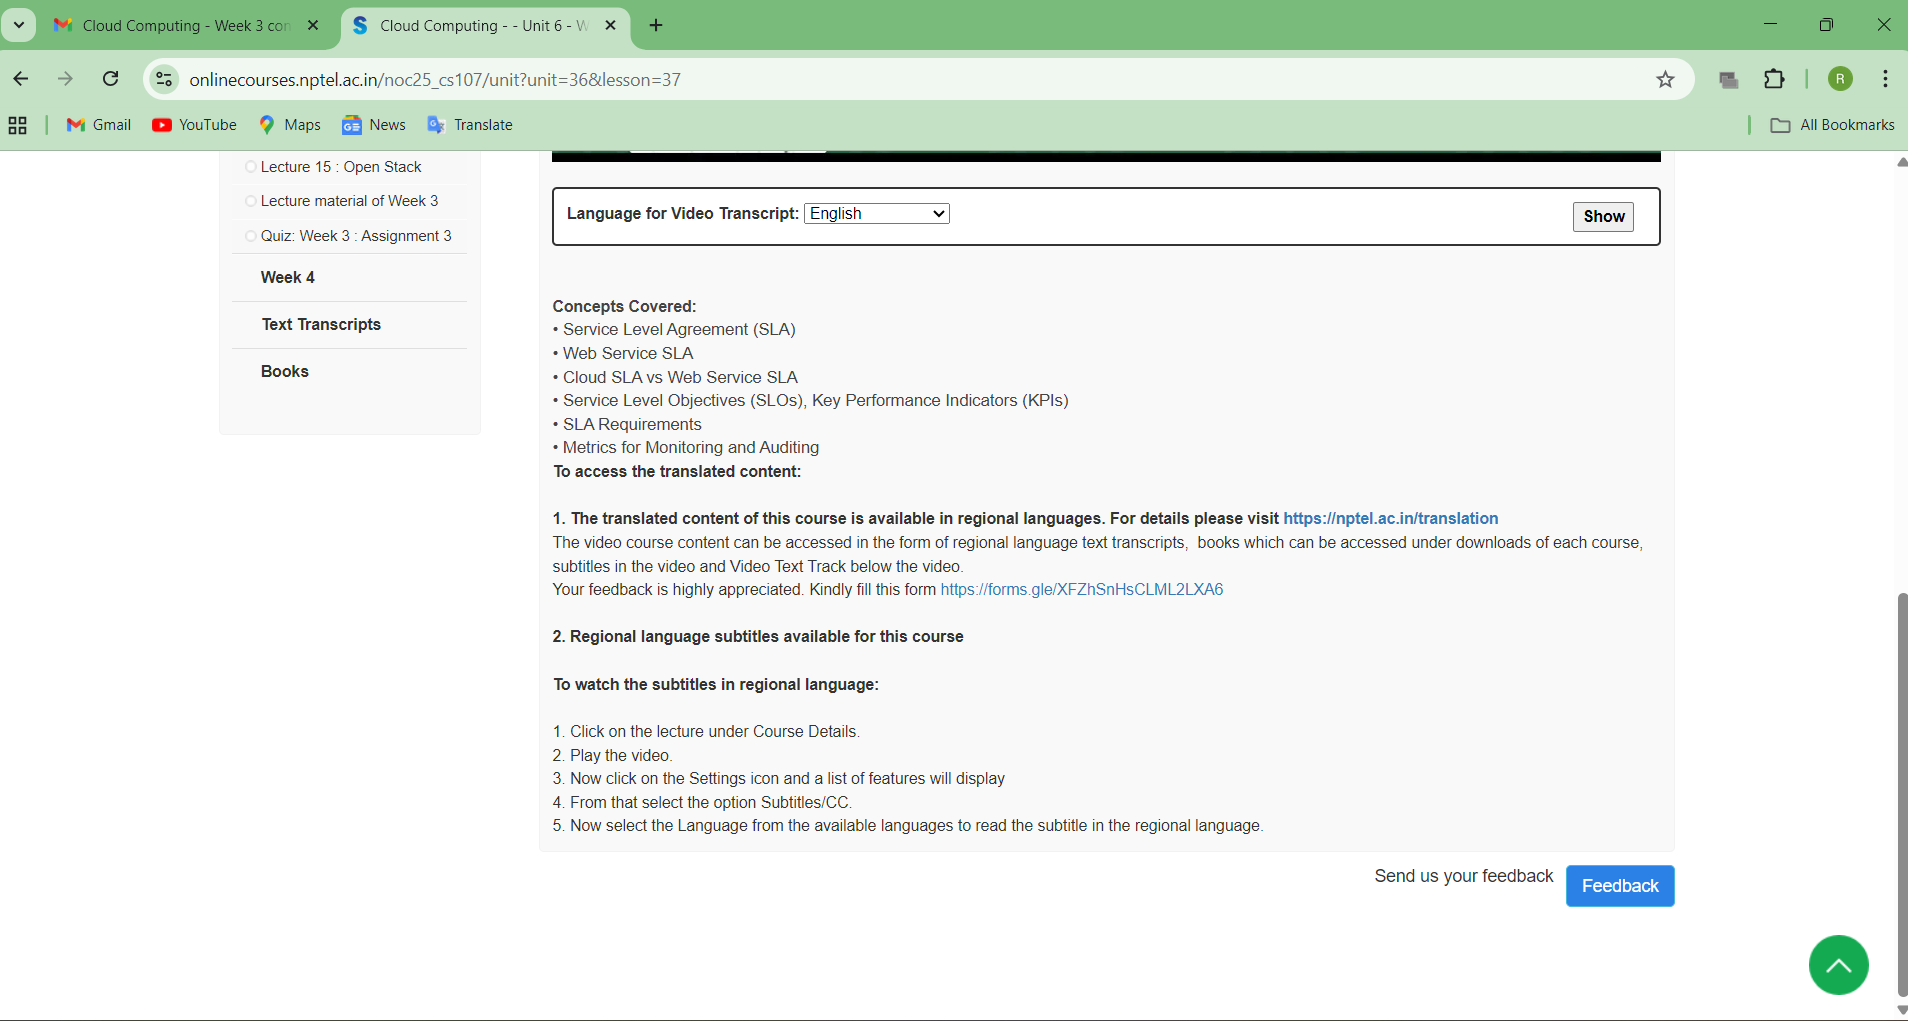 Cloud Computing - Week 3 con
Cloud Computing - - Unit 6 - W
onlinecourses.nptel.ac.in/noc25_cs107/unit?unit=36&lesson=37
R
Gmail
YouTube
Maps
News
Translate
All Bookmarks
Lecture 15 : Open Stack
Lecture material of Week 3
Quiz: Week 3 : Assignment 3
Week 4
Text Transcripts
Books
Language for Video Transcript: English
Show
Concepts Covered:
• Service Level Agreement (SLA)
• Web Service SLA
• Cloud SLA vs Web Service SLA
• Service Level Objectives (SLOs), Key Performance Indicators (KPIs)
• SLA Requirements
• Metrics for Monitoring and Auditing
To access the translated content:
1. The translated content of this course is available in regional languages. For details please visit https://nptel.ac.in/translation
The video course content can be accessed in the form of regional language text transcripts, books which can be accessed under downloads of each course,
subtitles in the video and Video Text Track below the video.
Your feedback is highly appreciated. Kindly fill this form https://forms.gle/XFZhSnHsCLML2LXA6
2. Regional language subtitles available for this course
To watch the subtitles in regional language:
1. Click on the lecture under Course Details.
2. Play the video.
3. Now click on the Settings icon and a list of features will display
4. From that select the option Subtitles/CC.
5. Now select the Language from the available languages to read the subtitle in the regional language.
Send us your feedback
Feedback